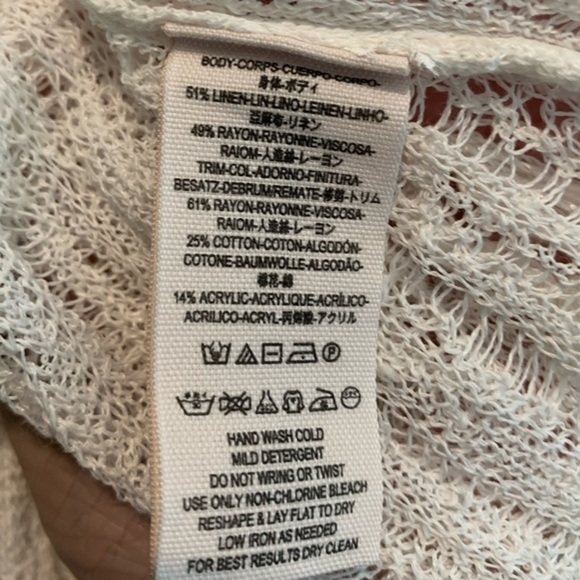 BODY-CORPS-CUERPO-CORPO-
身体-ボディ
51% LINEN-LIN-LINO-LEINEN-LINHO-
亞麻布-リネン
49% RAYON-RAYONNE-VISCOSA-
RAIOM-人造絲-レーヨン
TRIM-COL-ADORNO-FINITURA-
BESATZ-DEBRUM/REMATE-修剪-トリム
61% RAYON-RAYONNE-VISCOSA-
RAIOM-人造絲-レーヨン
25% COTTON-COTON-ALGODÓN-
COTONE-BAUMWOLLE-ALGODÃO-
棉花-綿
14% ACRYLIC-ACRYLIQUE-ACRÍLICO-
ACRILICO-ACRYL-丙烯酸-アクリル
HAND WASH COLD
MILD DETERGENT
DO NOT WRING OR TWIST
USE ONLY NON-CHLORINE BLEACH
RESHAPE & LAY FLAT TO DRY
LOW IRON AS NEEDED
FOR BEST RESULTS DRY CLEAN